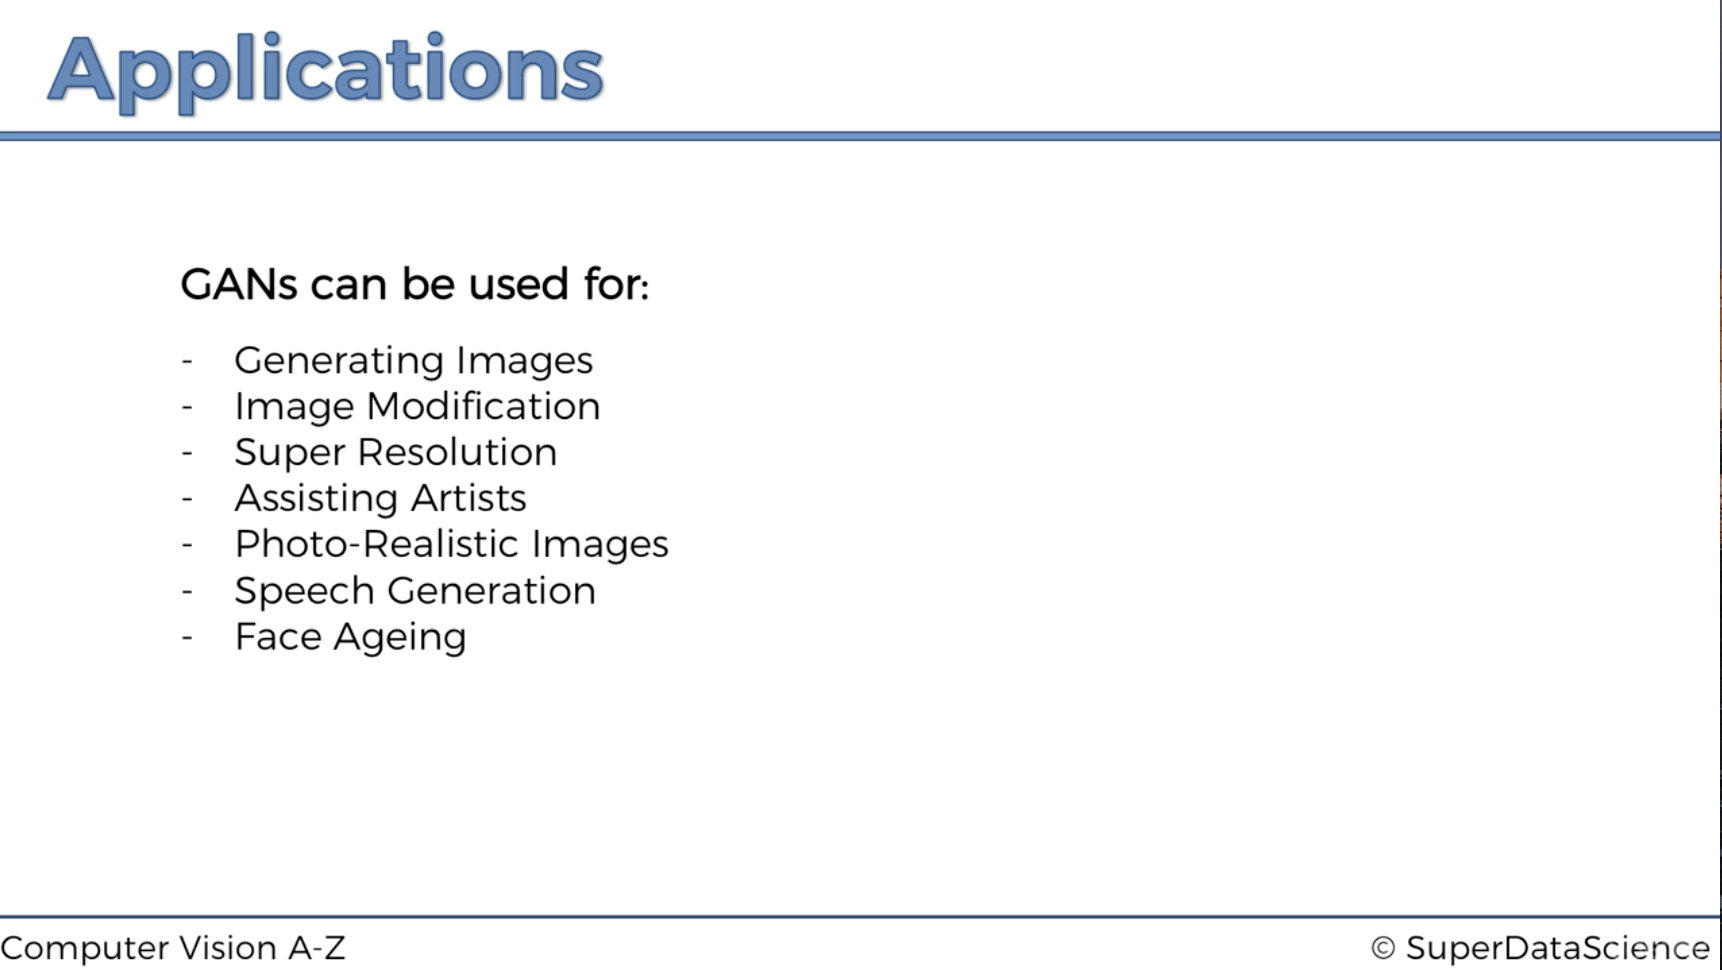 Applications
GANs can be used for:
- Generating Images
- Image Modification
- Super Resolution
- Assisting Artists
- Photo-Realistic Images
- Speech Generation
- Face Ageing
Computer Vision A-Z
© SuperDataScience